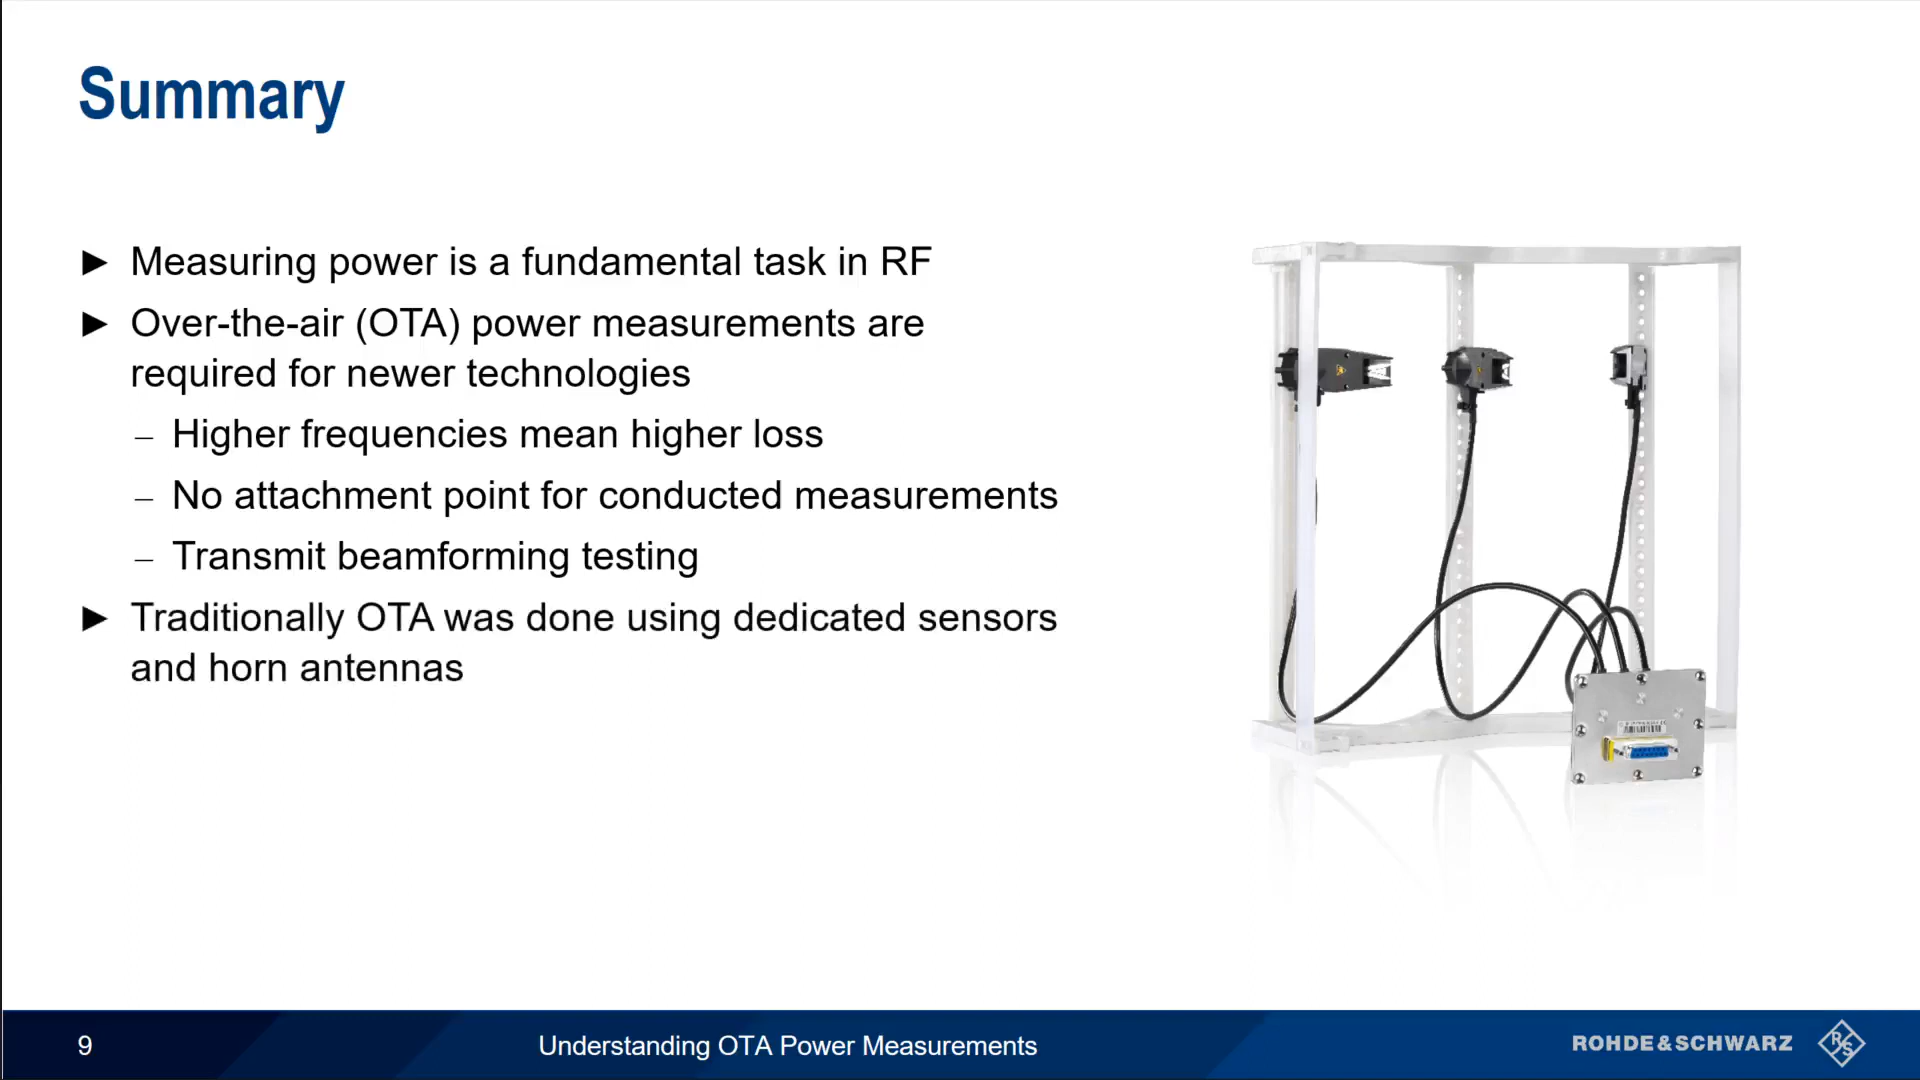 Summary
► Measuring power is a fundamental task in RF
► Over-the-air (OTA) power measurements are
required for newer technologies
– Higher frequencies mean higher loss
– No attachment point for conducted measurements
– Transmit beamforming testing
► Traditionally OTA was done using dedicated sensors
and horn antennas
9
Understanding OTA Power Measurements
ROHDE&SCHWARZ
R&S